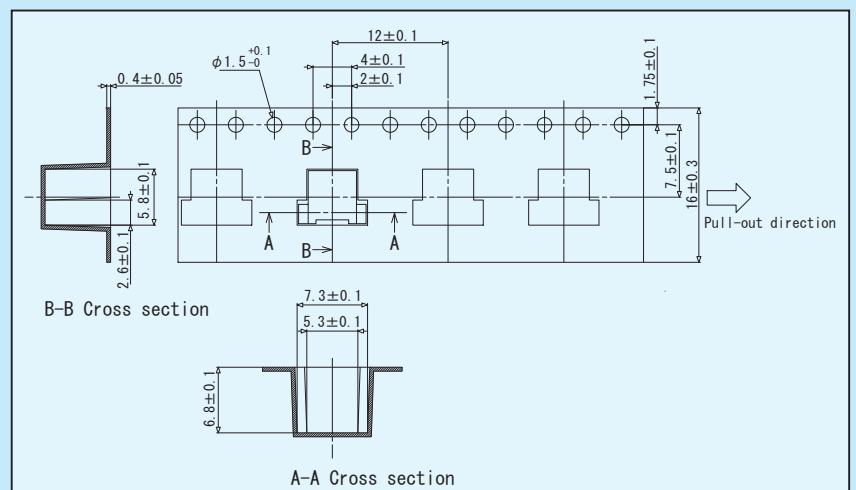 12±0.1
φ1.5 +0.1 -0
4±0.1
2±0.1
0.4±0.05
1.75±0.1
B
5.8±0.1
2.6±0.1
7.5±0.1
16±0.3
Pull-out direction
A
A
B
B-B Cross section
7.3±0.1
5.3±0.1
6.8±0.1
A-A Cross section